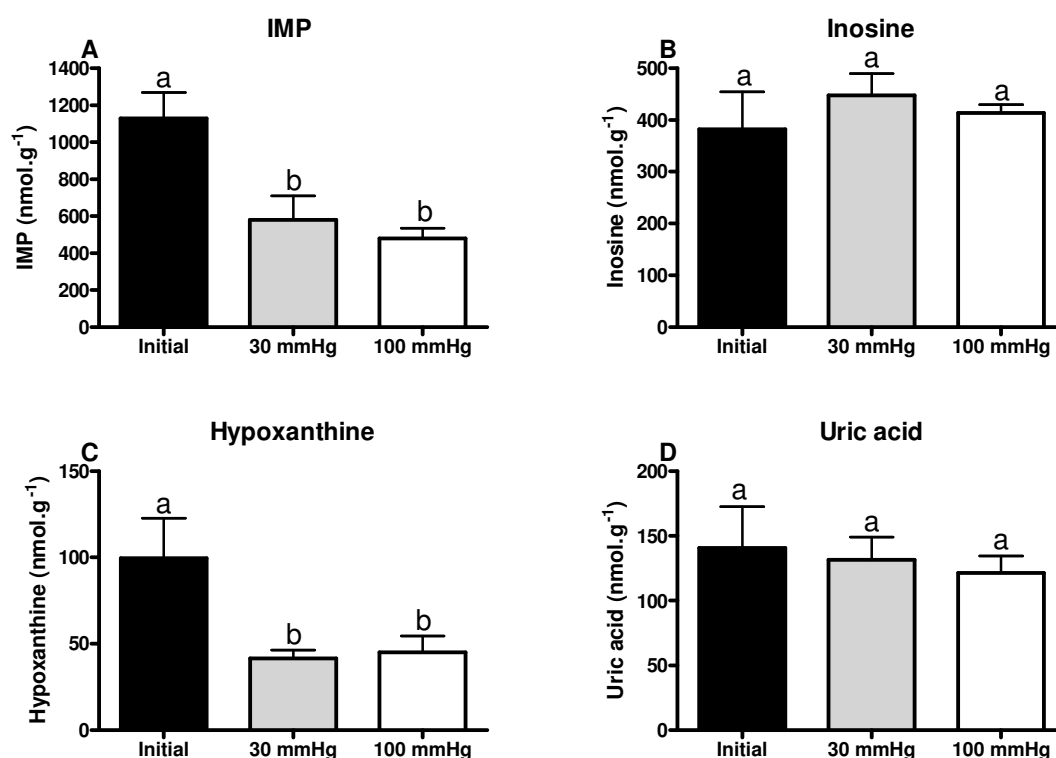 IMP
A
1400
1200
1000
800
600
400
200
0
IMP (nmol.g⁻¹)
a
b
b
Initial
30 mmHg
100 mmHg
Inosine
B
500
400
300
200
100
0
Inosine (nmol.g⁻¹)
a
a
a
Initial
30 mmHg
100 mmHg
Hypoxanthine
C
150
100
50
0
Hypoxanthine (nmol.g⁻¹)
a
b
b
Initial
30 mmHg
100 mmHg
Uric acid
D
200
150
100
50
0
Uric acid (nmol.g⁻¹)
a
a
a
Initial
30 mmHg
100 mmHg